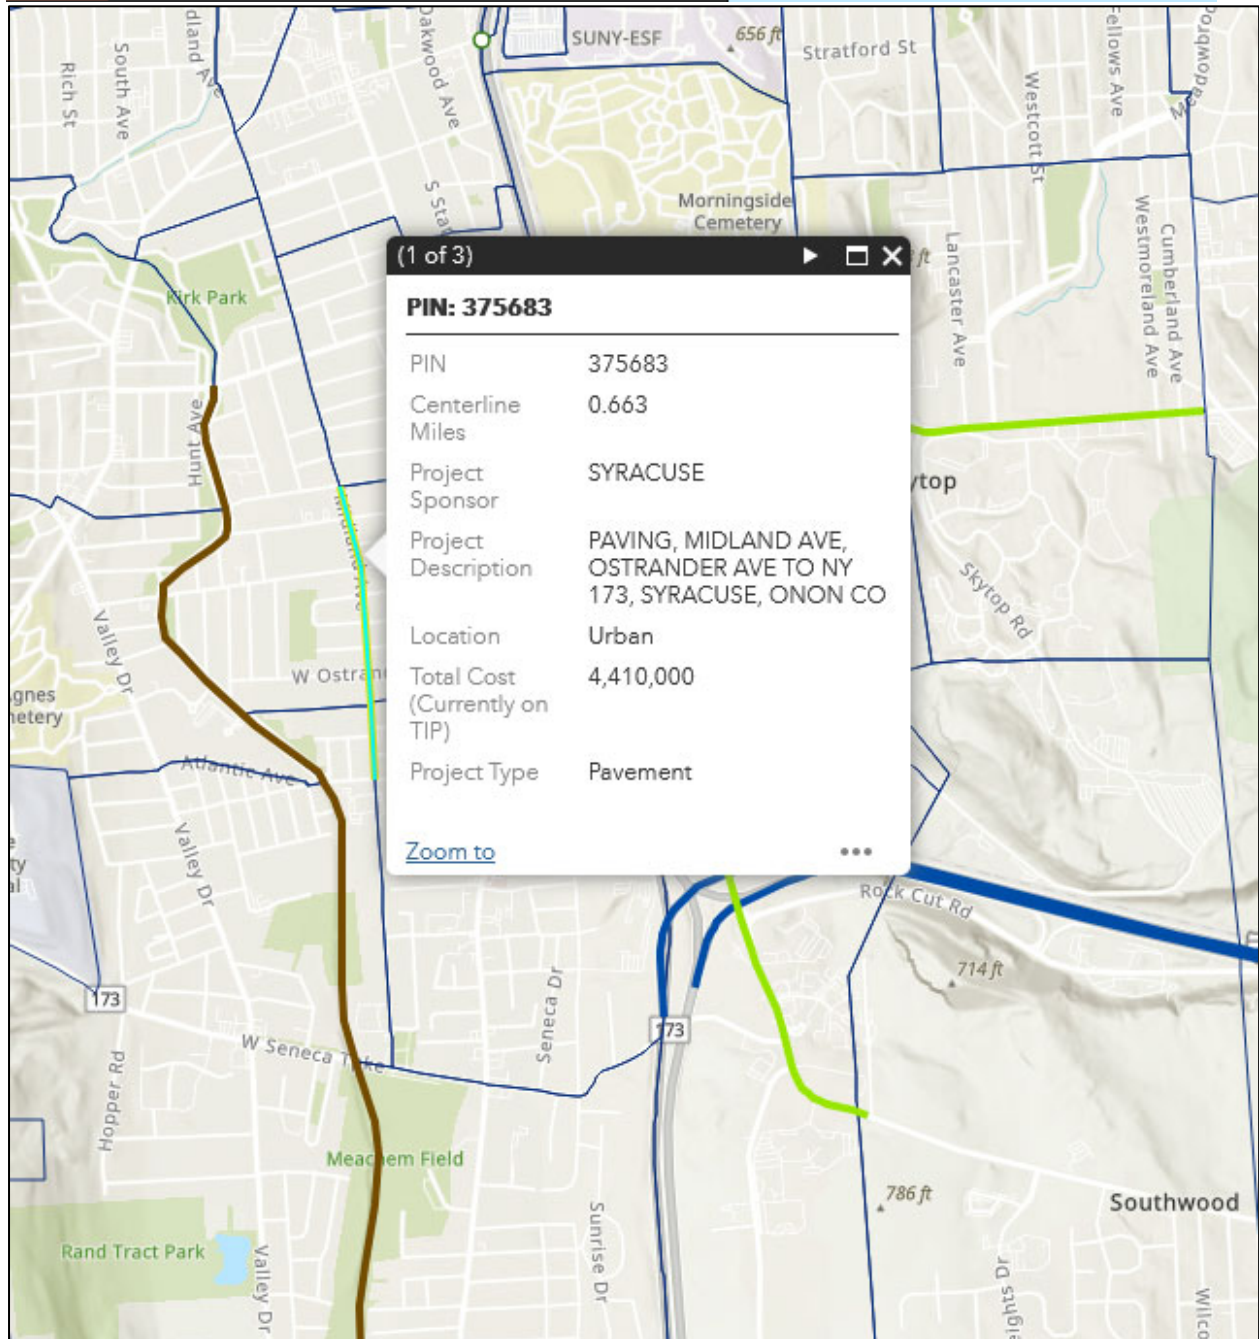 SUNY-ESF
656 ft
Stratford St
Fellows Ave
Oakwood Ave
South Ave
Rich St
Westcott St
Morningside
Cemetery
Lancaster Ave
Westmoreland Ave
Cumberland Ave
Kirk Park
Hunt Ave
(1 of 3)
ft
PIN: 375683
PIN 375683
Centerline 0.663
Miles
Project SYRACUSE
Sponsor
Project PAVING, MIDLAND AVE,
Description OSTRANDER AVE TO NY
173, SYRACUSE, ONON CO
Location Urban
Total Cost 4,410,000
(Currently on
TIP)
Project Type Pavement
Zoom to
Midland Ave
Skytop Rd
Valley Dr
Atlantic Ave
Valley Dr
Rock Cut Rd
714 ft
173
173
W Seneca Tpke
Seneca Dr
Hopper Rd
Meachem Field
786 ft
Southwood
Rand Tract Park
Valley Dr
Sunrise Dr